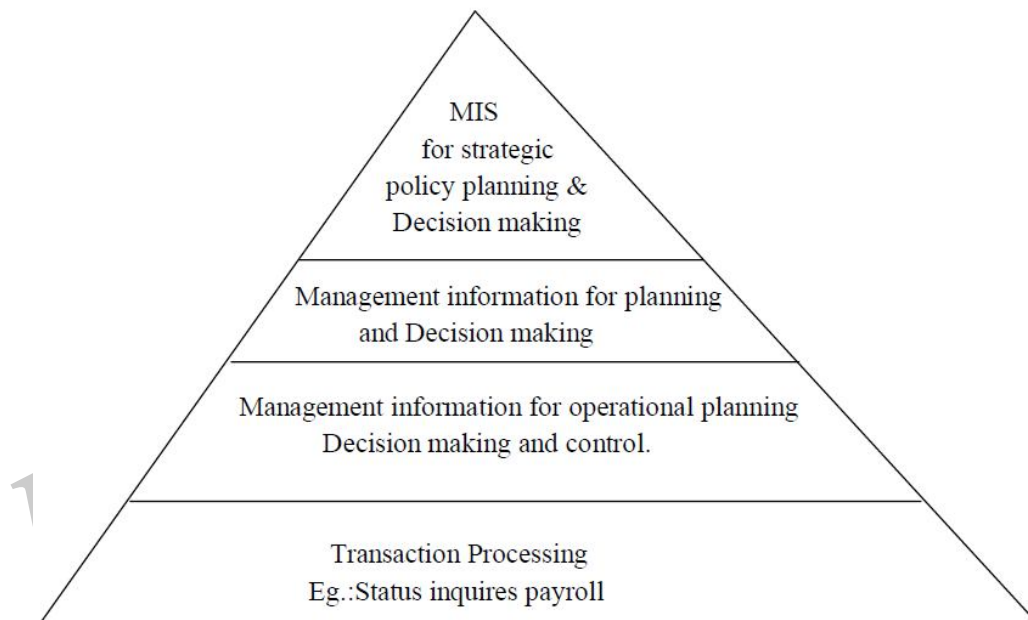 MIS
for strategic
policy planning &
Decision making
Management information for planning
and Decision making
Management information for operational planning
Decision making and control.
Transaction Processing
Eg.:Status inquires payroll